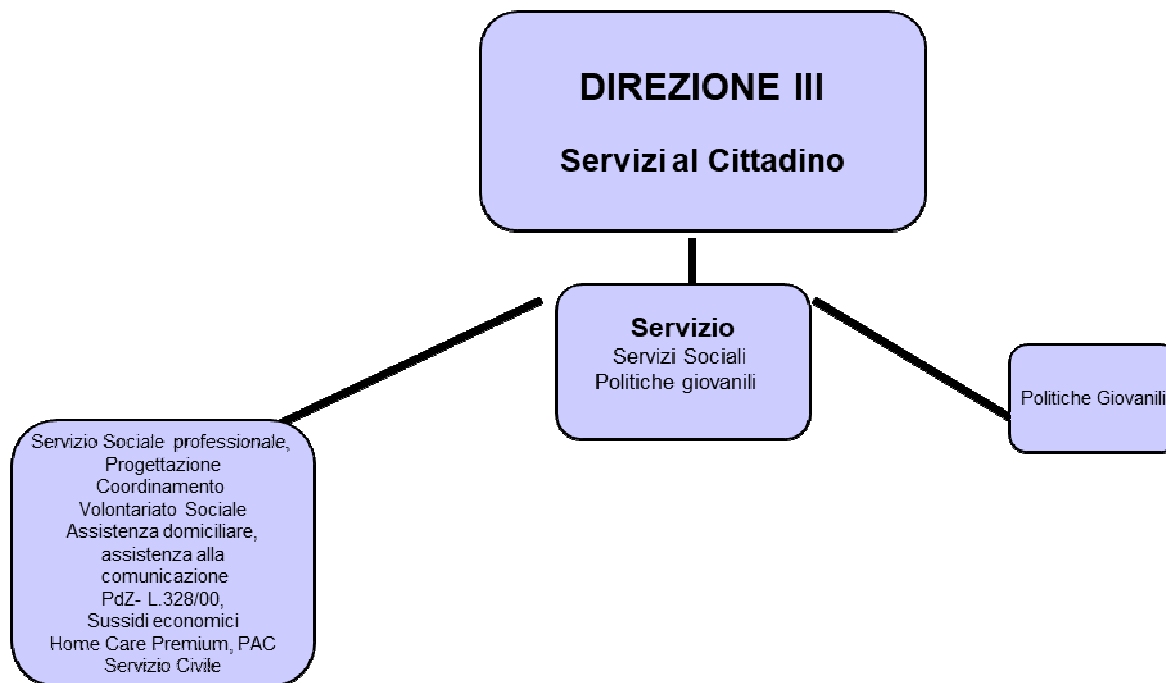 DIREZIONE III
Servizi al Cittadino
Servizio
Servizi Sociali
Politiche giovanili
Politiche Giovanili
Servizio Sociale professionale,
Progettazione
Coordinamento
Volontariato Sociale
Assistenza domiciliare,
assistenza alla
comunicazione
PdZ- L.328/00,
Sussidi economici
Home Care Premium, PAC
Servizio Civile